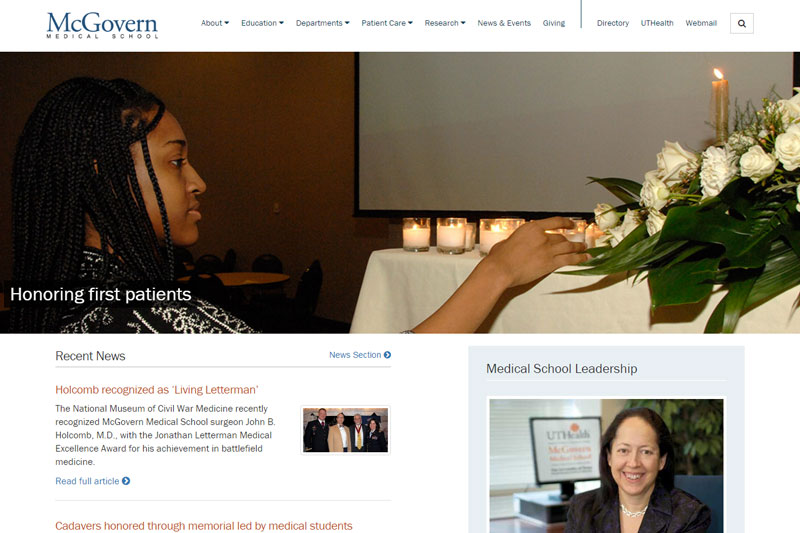 McGovern
MEDICAL SCHOOL
About Education Departments Patient Care Research News & Events Giving Directory UTHealth Webmail
Honoring first patients
Recent News
News Section
Holcomb recognized as ‘Living Letterman’
The National Museum of Civil War Medicine recently
recognized McGovern Medical School surgeon John B.
Holcomb, M.D., with the Jonathan Letterman Medical
Excellence Award for his achievement in battlefield
medicine.
Read full article
Cadavers honored through memorial led by medical students
Medical School Leadership
UTHealth
McGovern
Medical School